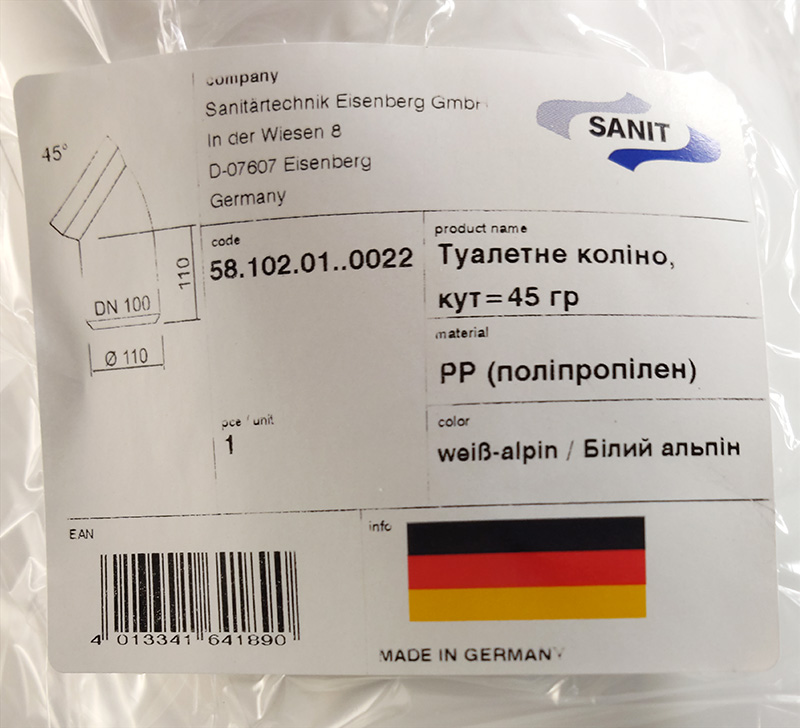 company
Sanitärtechnik Eisenberg GmbH
In der Wiesen 8
D-07607 Eisenberg
Germany
SANIT
45°
110
DN 100
Ø 110
code
58.102.01..0022
product name
Туалетне коліно,
кут=45 гр
material
PP (поліпропілен)
pce / unit
1
color
weiß-alpin / Білий альпін
EAN
4 013341 641890
info
MADE IN GERMANY